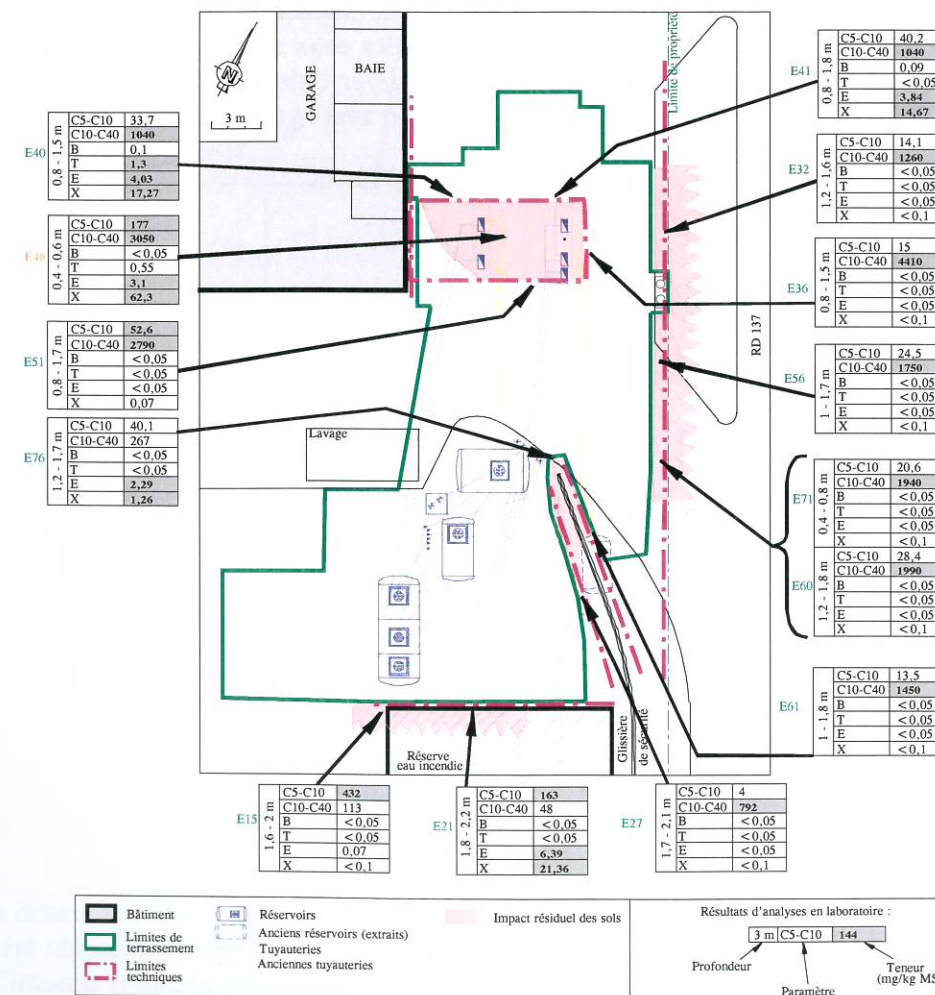 N
3 m
GARAGE
BAIE
Limite de propriété
RD 137
Lavage
Réserve
eau incendie
Glissière
de sécurité
E40
0,8 - 1,5 m
C5-C10 33,7
C10-C40 1040
B 0,1
T 1,3
E 4,03
X 17,27
E48
0,4 - 0,6 m
C5-C10 177
C10-C40 3050
B <0,05
T 0,55
E 3,1
X 62,3
E51
0,8 - 1,7 m
C5-C10 52,6
C10-C40 2790
B <0,05
T <0,05
E <0,05
X 0,07
E76
1,2 - 1,7 m
C5-C10 40,1
C10-C40 267
B <0,05
T <0,05
E 2,29
X 1,26
E41
0,8 - 1,8 m
C5-C10 40,2
C10-C40 1040
B 0,09
T <0,05
E 3,84
X 14,67
E32
1,2 - 1,6 m
C5-C10 14,1
C10-C40 1260
B <0,05
T <0,05
E <0,05
X <0,1
E36
0,8 - 1,5 m
C5-C10 15
C10-C40 4410
B <0,05
T <0,05
E <0,05
X <0,1
E56
1 - 1,7 m
C5-C10 24,5
C10-C40 1750
B <0,05
T <0,05
E <0,05
X <0,1
E71
0,4 - 0,8 m
C5-C10 20,6
C10-C40 1940
B <0,05
T <0,05
E <0,05
X <0,1
E60
1,2 - 1,8 m
C5-C10 28,4
C10-C40 1990
B <0,05
T <0,05
E <0,05
X <0,1
E61
1 - 1,8 m
C5-C10 13,5
C10-C40 1450
B <0,05
T <0,05
E <0,05
X <0,1
E15
1,6 - 2 m
C5-C10 432
C10-C40 113
B <0,05
T <0,05
E 0,07
X <0,1
E21
1,8 - 2,2 m
C5-C10 163
C10-C40 48
B <0,05
T <0,05
E 6,39
X 21,36
E27
1,7 - 2,1 m
C5-C10 4
C10-C40 792
B <0,05
T <0,05
E <0,05
X <0,1
Bâtiment
Limites de
terrassement
Limites
techniques
Réservoirs
Anciens réservoirs (extraits)
Tuyauteries
Anciennes tuyauteries
Impact résiduel des sols
Résultats d'analyses en laboratoire :
3 m C5-C10 144
Profondeur
Paramètre
Teneur
(mg/kg MS